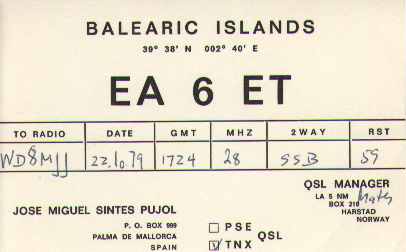 BALEARIC ISLANDS
39° 38' N 002° 40' E
EA 6 ET
TO RADIO DATE GMT MHZ 2WAY RST
WD8MJJ 22.10.79 1724 28 SSB 59
QSL MANAGER
LA 5 NM
BOX 210
HARSTAD
NORWAY
JOSE MIGUEL SINTES PUJOL
P. O. BOX 999
PALMA DE MALLORCA
SPAIN
PSE
TNX QSL